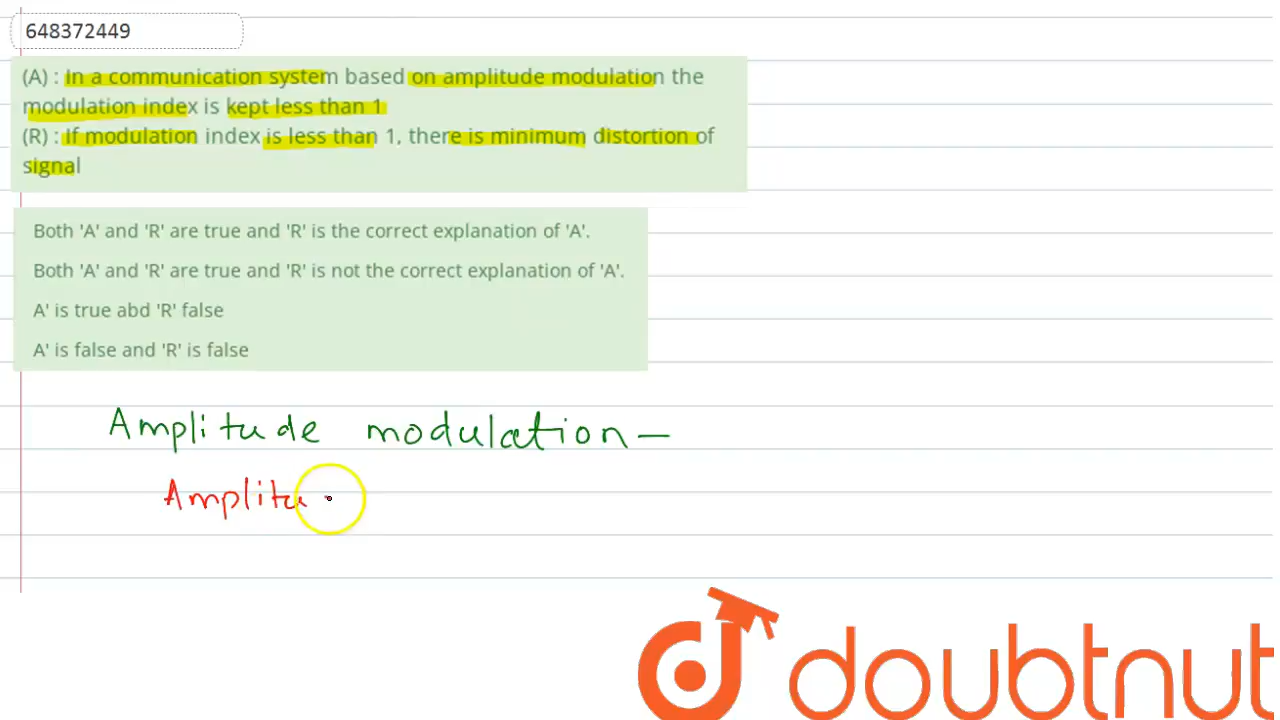 648372449
(A) : In a communication system based on amplitude modulation the
modulation index is kept less than 1
(R) : If modulation index is less than 1, there is minimum distortion of
signal
Both 'A' and 'R' are true and 'R' is the correct explanation of 'A'.
Both 'A' and 'R' are true and 'R' is not the correct explanation of 'A'.
A' is true abd 'R' false
A' is false and 'R' is false
Amplitude modulation—
Amplitu
doubtnut